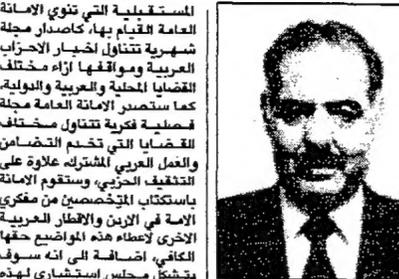 المستقبلية التي تنوي الامانة
العامة القيام بها، كاصدار مجلة
شهرية تتناول اخبار الاحزاب
العربية ومواقفها ازاء مختلف
القضايا المحلية والعربية والدولية،
كما ستصدر الامانة العامة مجلة
فصلية فكرية تتناول مختلف
القضايا التي تخدم التضامن
والعمل العربي المشترك، علاوة على
التثقيف الحزبي، وستقوم الامانة
باستكتاب المتخصصين من مفكري
الامة في الاردن والاقطار العربية
الاخرى لاعطاء هذه المواضيع حقها
الكافي، اضافة الى انه سوف
يتشكل مجلس استشاري لهذه